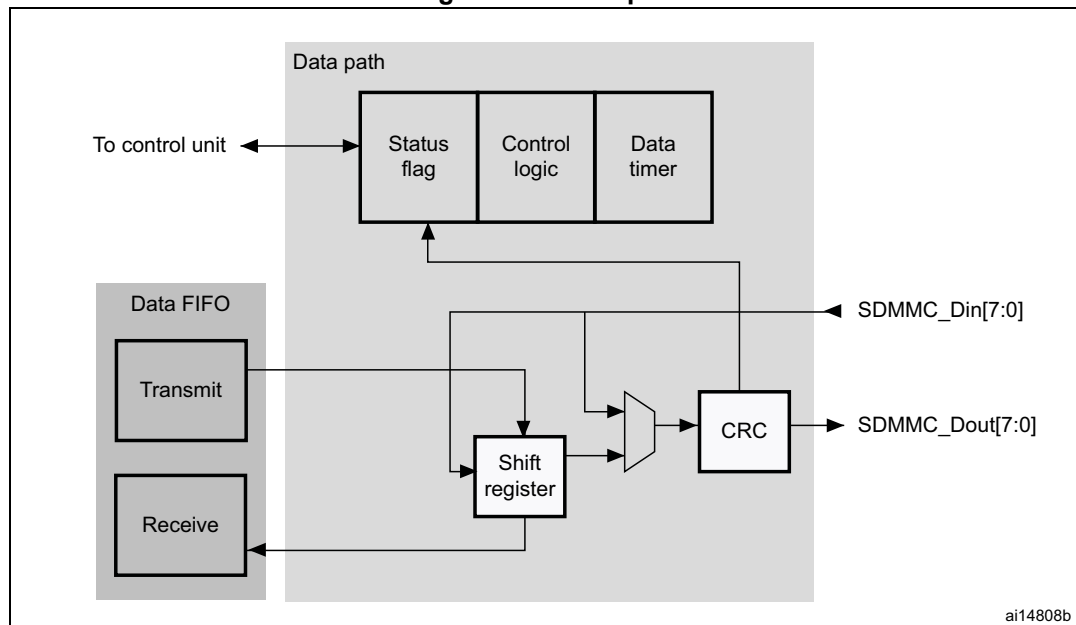 Data path
To control unit
Status
flag
Control
logic
Data
timer
Data FIFO
SDMMC_Din[7:0]
Transmit
CRC
SDMMC_Dout[7:0]
Shift
register
Receive
ai14808b